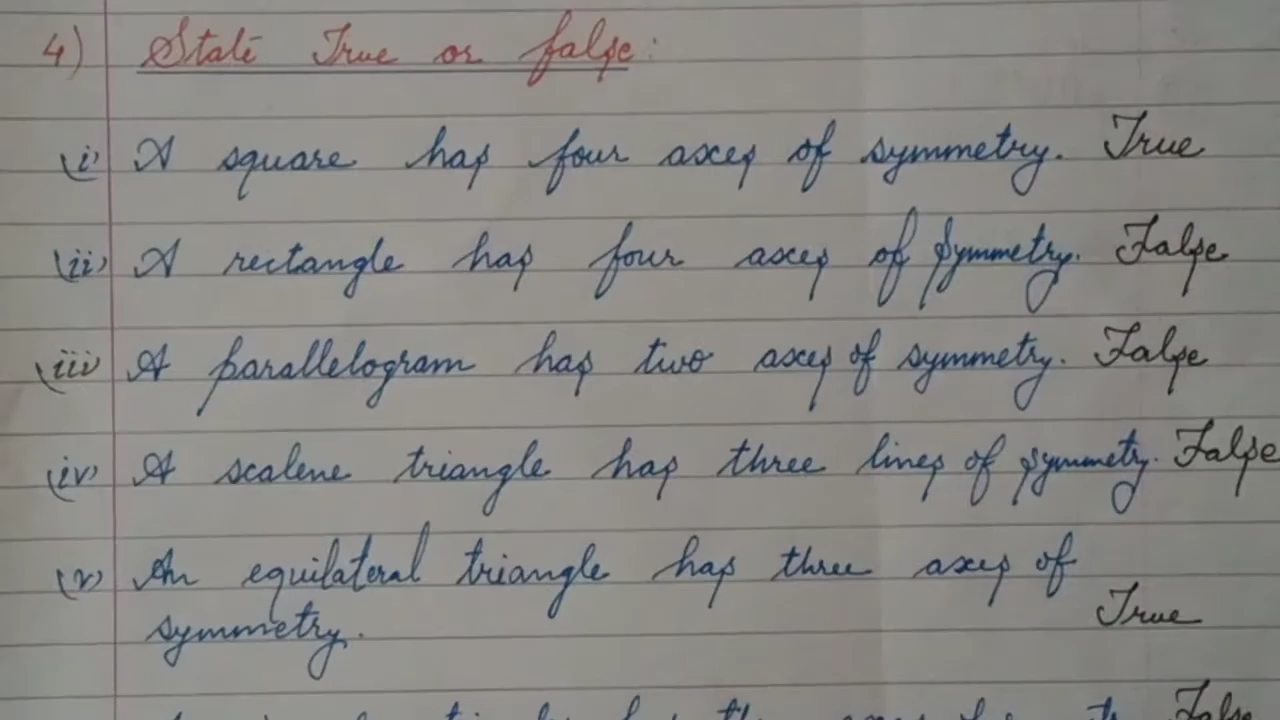 4) State True or false:
(i) A square has four axes of symmetry. True
(ii) A rectangle has four axes of symmetry. False
(iii) A parallelogram has two axes of symmetry. False
(iv) A scalene triangle has three lines of symmetry. False
(v) An equilateral triangle has three axes of
symmetry. True
False